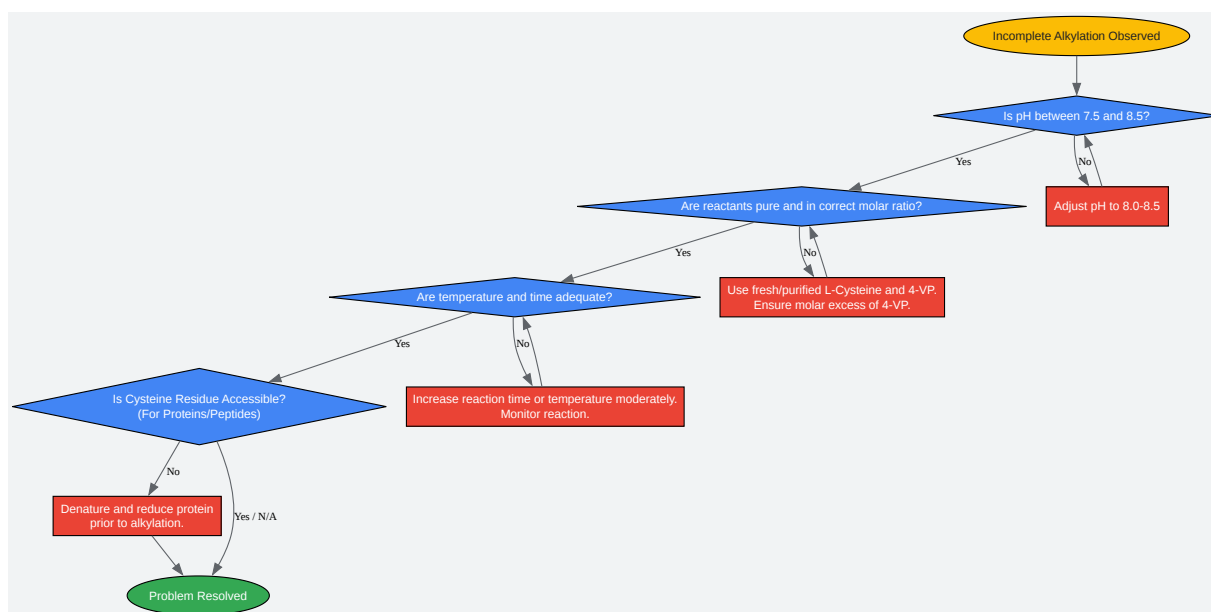 Incomplete Alkylation Observed
Is pH between 7.5 and 8.5?
Yes
No
Are reactants pure and in correct molar ratio?
Adjust pH to 8.0-8.5
Yes
No
Are temperature and time adequate?
Use fresh/purified L-Cysteine and 4-VP.
Ensure molar excess of 4-VP.
Yes
No
Is Cysteine Residue Accessible?
(For Proteins/Peptides)
Increase reaction time or temperature moderately.
Monitor reaction.
No
Denature and reduce protein
prior to alkylation.
Yes / N/A
Problem Resolved